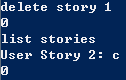 delete story 1
0
list stories
User Story 2: c
0